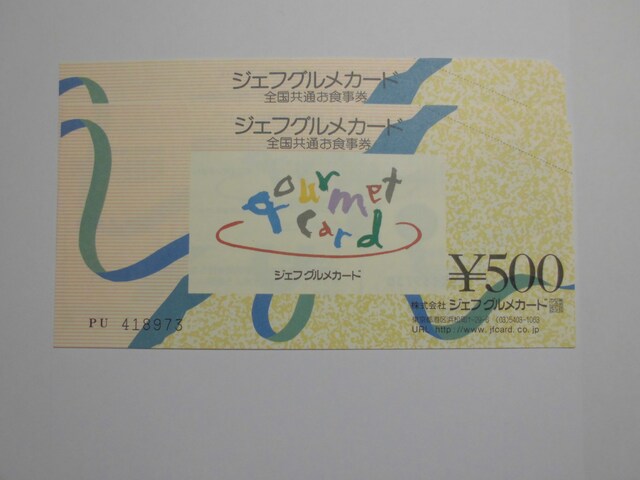 ジェフグルメカード
全国共通お食事券
ジェフグルメカード
全国共通お食事券
gourmet
card
ジェフグルメカード
¥500
株式会社 ジェフグルメカード
PU 418973
URL http://www.jfcard.co.jp